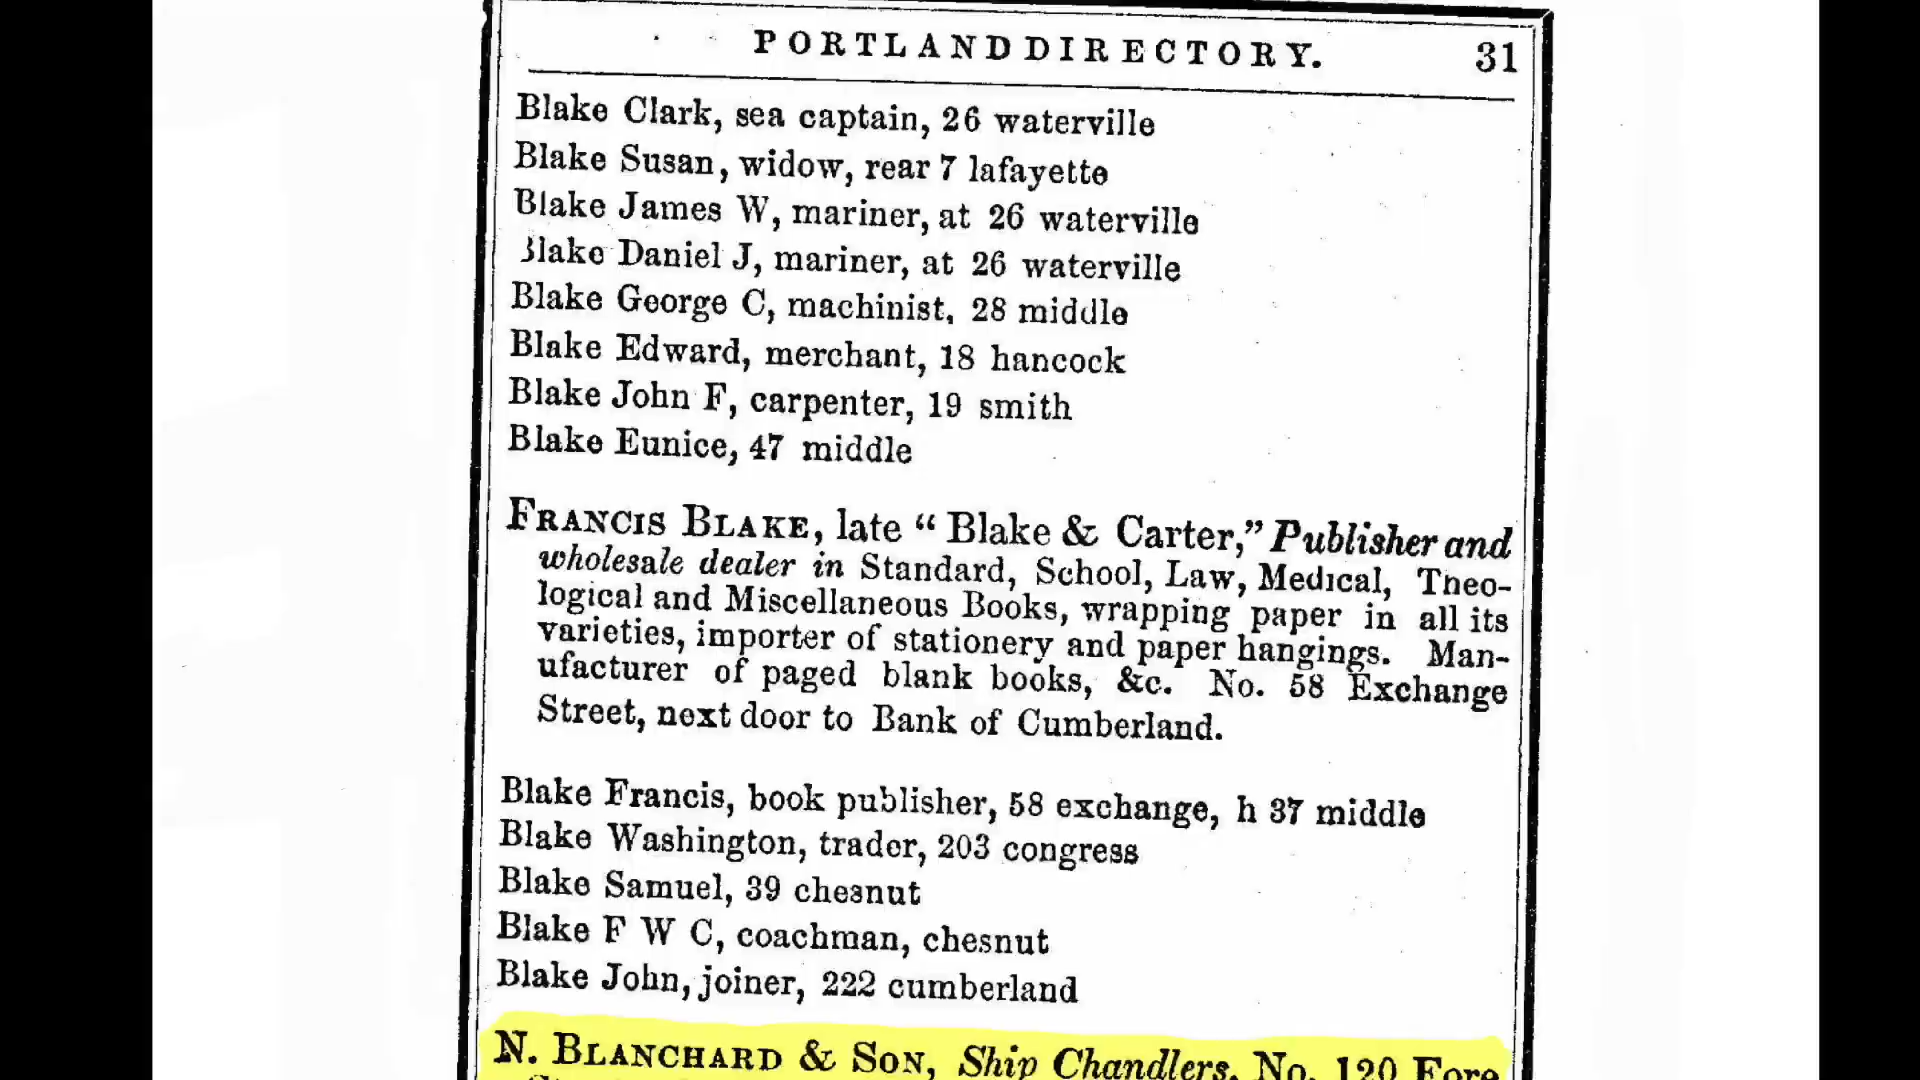 PORTLAND DIRECTORY. 31
Blake Clark, sea captain, 26 waterville
Blake Susan, widow, rear 7 lafayette
Blake James W, mariner, at 26 waterville
Blake Daniel J, mariner, at 26 waterville
Blake George C, machinist, 28 middle
Blake Edward, merchant, 18 hancock
Blake John F, carpenter, 19 smith
Blake Eunice, 47 middle
FRANCIS BLAKE, late “Blake & Carter,” Publisher and
wholesale dealer in Standard, School, Law, Medical, Theo-
logical and Miscellaneous Books, wrapping paper in all its
varieties, importer of stationery and paper hangings. Man-
ufacturer of paged blank books, &c. No. 58 Exchange
Street, next door to Bank of Cumberland.
Blake Francis, book publisher, 58 exchange, h 37 middle
Blake Washington, trader, 203 congress
Blake Samuel, 39 chesnut
Blake F W C, coachman, chesnut
Blake John, joiner, 222 cumberland
N. BLANCHARD & SON, Ship Chandlers, No. 120 Fore